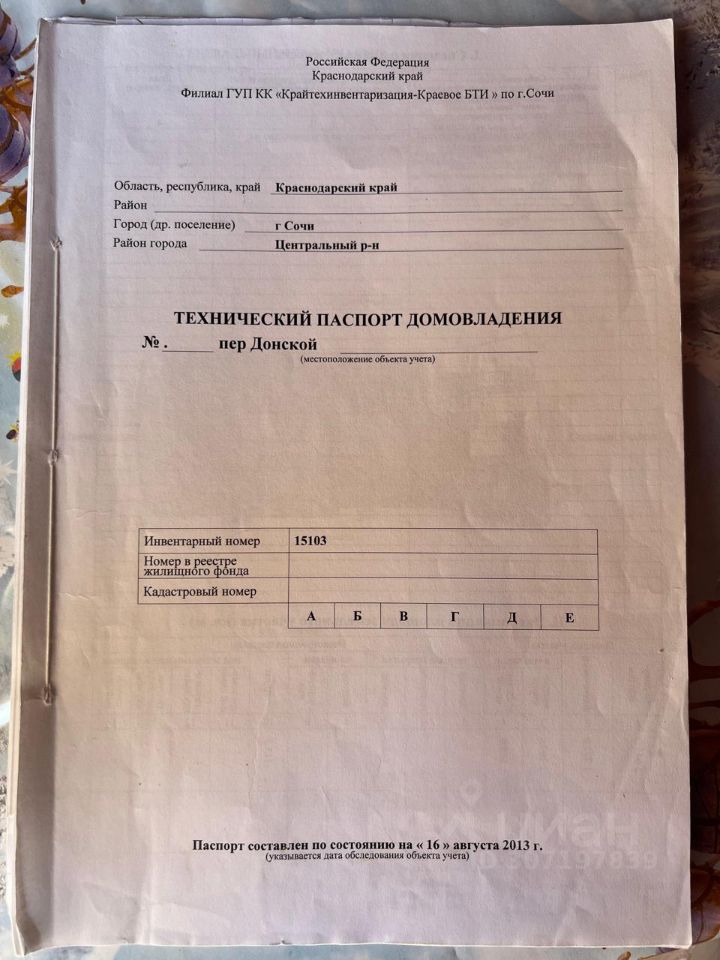 Российская Федерация
Краснодарский край
Филиал ГУП КК «Крайтехинвентаризация-Краевое БТИ » по г.Сочи
Область, республика, край Краснодарский край
Район
Город (др. поселение) г Сочи
Район города Центральный р-н
ТЕХНИЧЕСКИЙ ПАСПОРТ ДОМОВЛАДЕНИЯ
№ . пер Донской
(местоположение объекта учета)
Инвентарный номер 15103
Номер в реестре
жилищного фонда
Кадастровый номер
А Б В Г Д Е
Паспорт составлен по состоянию на « 16 » августа 2013 г.
(указывается дата обследования объекта учета)